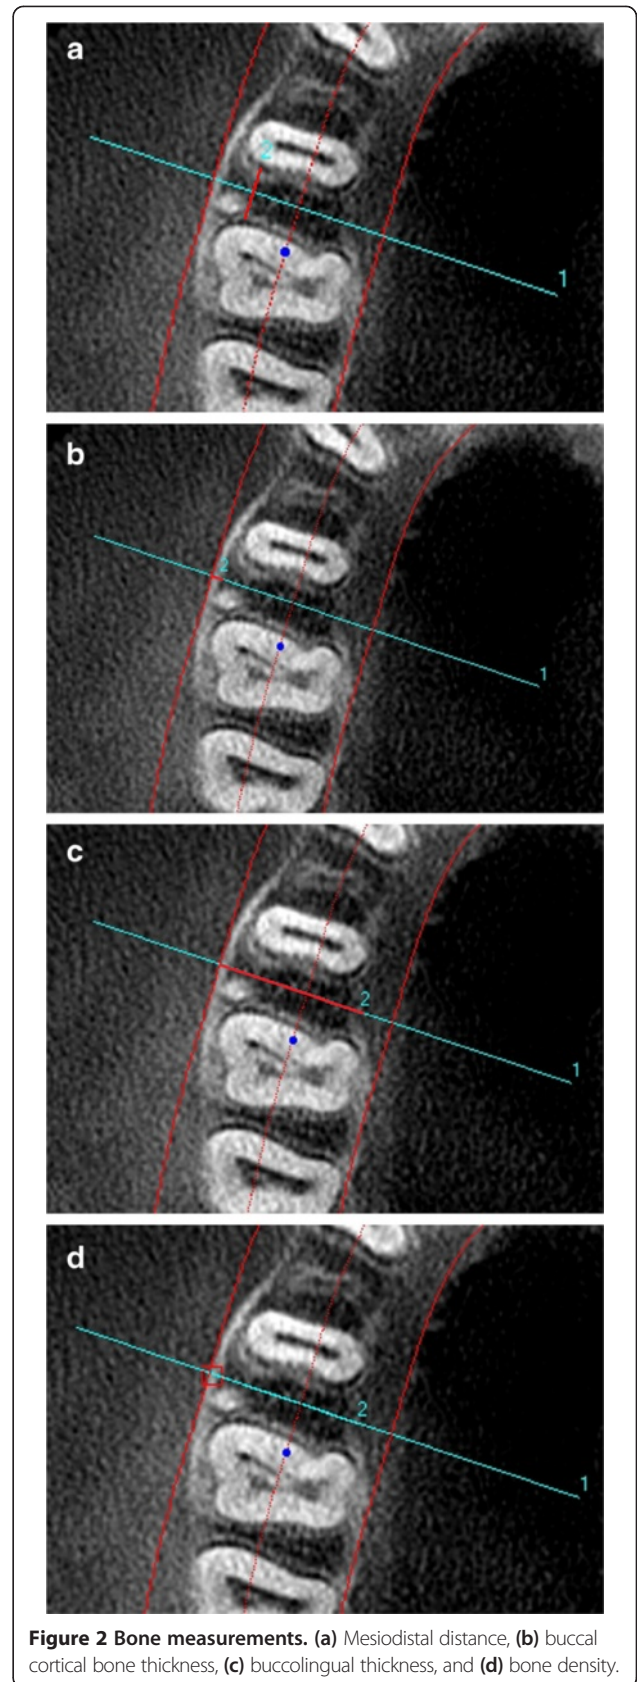 a
2
1
b
2
1
c
2
1
d
2
1
Figure 2 Bone measurements. (a) Mesiodistal distance, (b) buccal
cortical bone thickness, (c) buccolingual thickness, and (d) bone density.